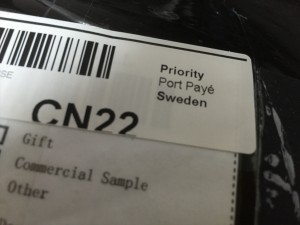 Priority
Port Payé
Sweden
CN22
Gift
Commercial Sample
Other